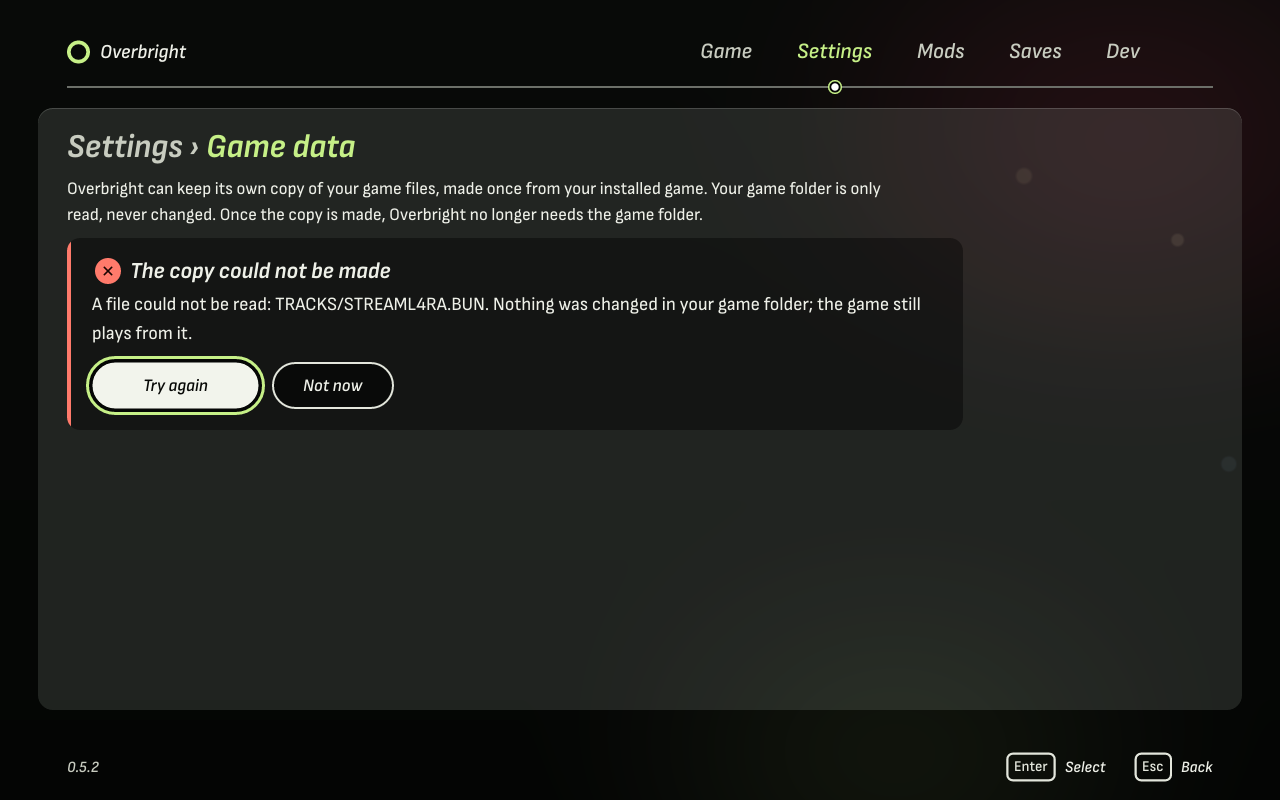 Overbright
Game Settings Mods Saves Dev
Settings › Game data
Overbright can keep its own copy of your game files, made once from your installed game. Your game folder is only
read, never changed. Once the copy is made, Overbright no longer needs the game folder.
The copy could not be made
A file could not be read: TRACKS/STREAML4RA.BUN. Nothing was changed in your game folder; the game still
plays from it.
Try again Not now
0.5.2 Enter Select Esc Back